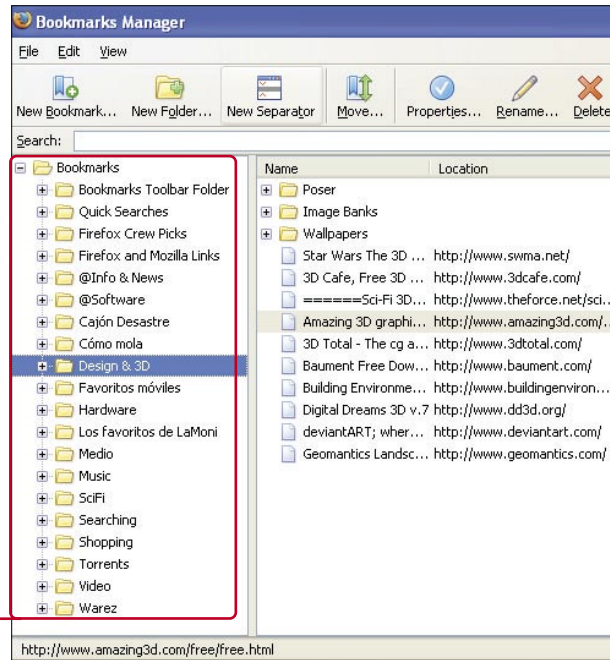 Bookmarks Manager
File Edit View
New Bookmark... New Folder... New Separator Move... Properties... Rename... Delete
Search:
Bookmarks
Bookmarks Toolbar Folder
Quick Searches
Firefox Crew Picks
Firefox and Mozilla Links
@Info & News
@Software
Cajón Desastre
Cómo mola
Design & 3D
Favoritos móviles
Hardware
Los favoritos de LaMoni
Medio
Music
SciFi
Searching
Shopping
Torrents
Video
Warez
Name Location
Poser
Image Banks
Wallpapers
Star Wars The 3D ... http://www.swma.net/
3D Cafe, Free 3D ... http://www.3dcafe.com/
======Sci-Fi 3D... http://www.theforce.net/sci...
Amazing 3D graphi... http://www.amazing3d.com/...
3D Total - The cg a... http://www.3dtotal.com/
Baument Free Dow... http://www.baument.com/
Building Environme... http://www.buildingenviron...
Digital Dreams 3D v.7 http://www.dd3d.org/
deviantART; wher... http://www.deviantart.com/
Geomantics Landsc... http://www.geomantics.com/
http://www.amazing3d.com/free/free.html